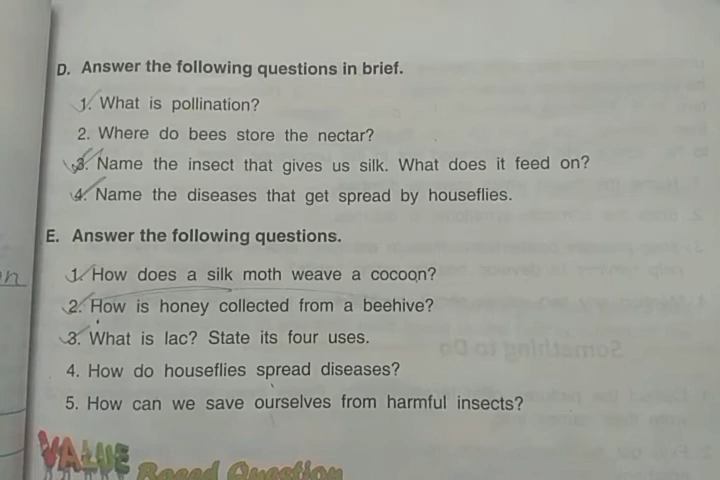 D. Answer the following questions in brief.
1. What is pollination?
2. Where do bees store the nectar?
3. Name the insect that gives us silk. What does it feed on?
4. Name the diseases that get spread by houseflies.
E. Answer the following questions.
1. How does a silk moth weave a cocoon?
2. How is honey collected from a beehive?
3. What is lac? State its four uses.
4. How do houseflies spread diseases?
5. How can we save ourselves from harmful insects?
VALUE
Based Question